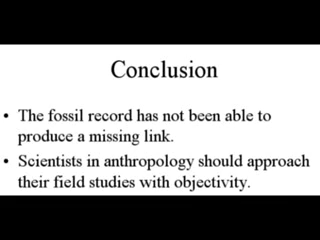 Conclusion
• The fossil record has not been able to
produce a missing link.
• Scientists in anthropology should approach
their field studies with objectivity.